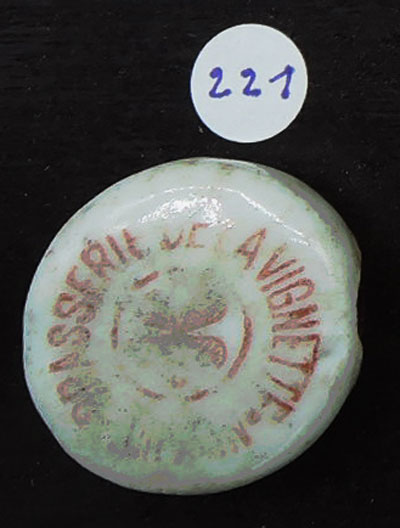 221
BRASSERIE DE LA VIGNETTE